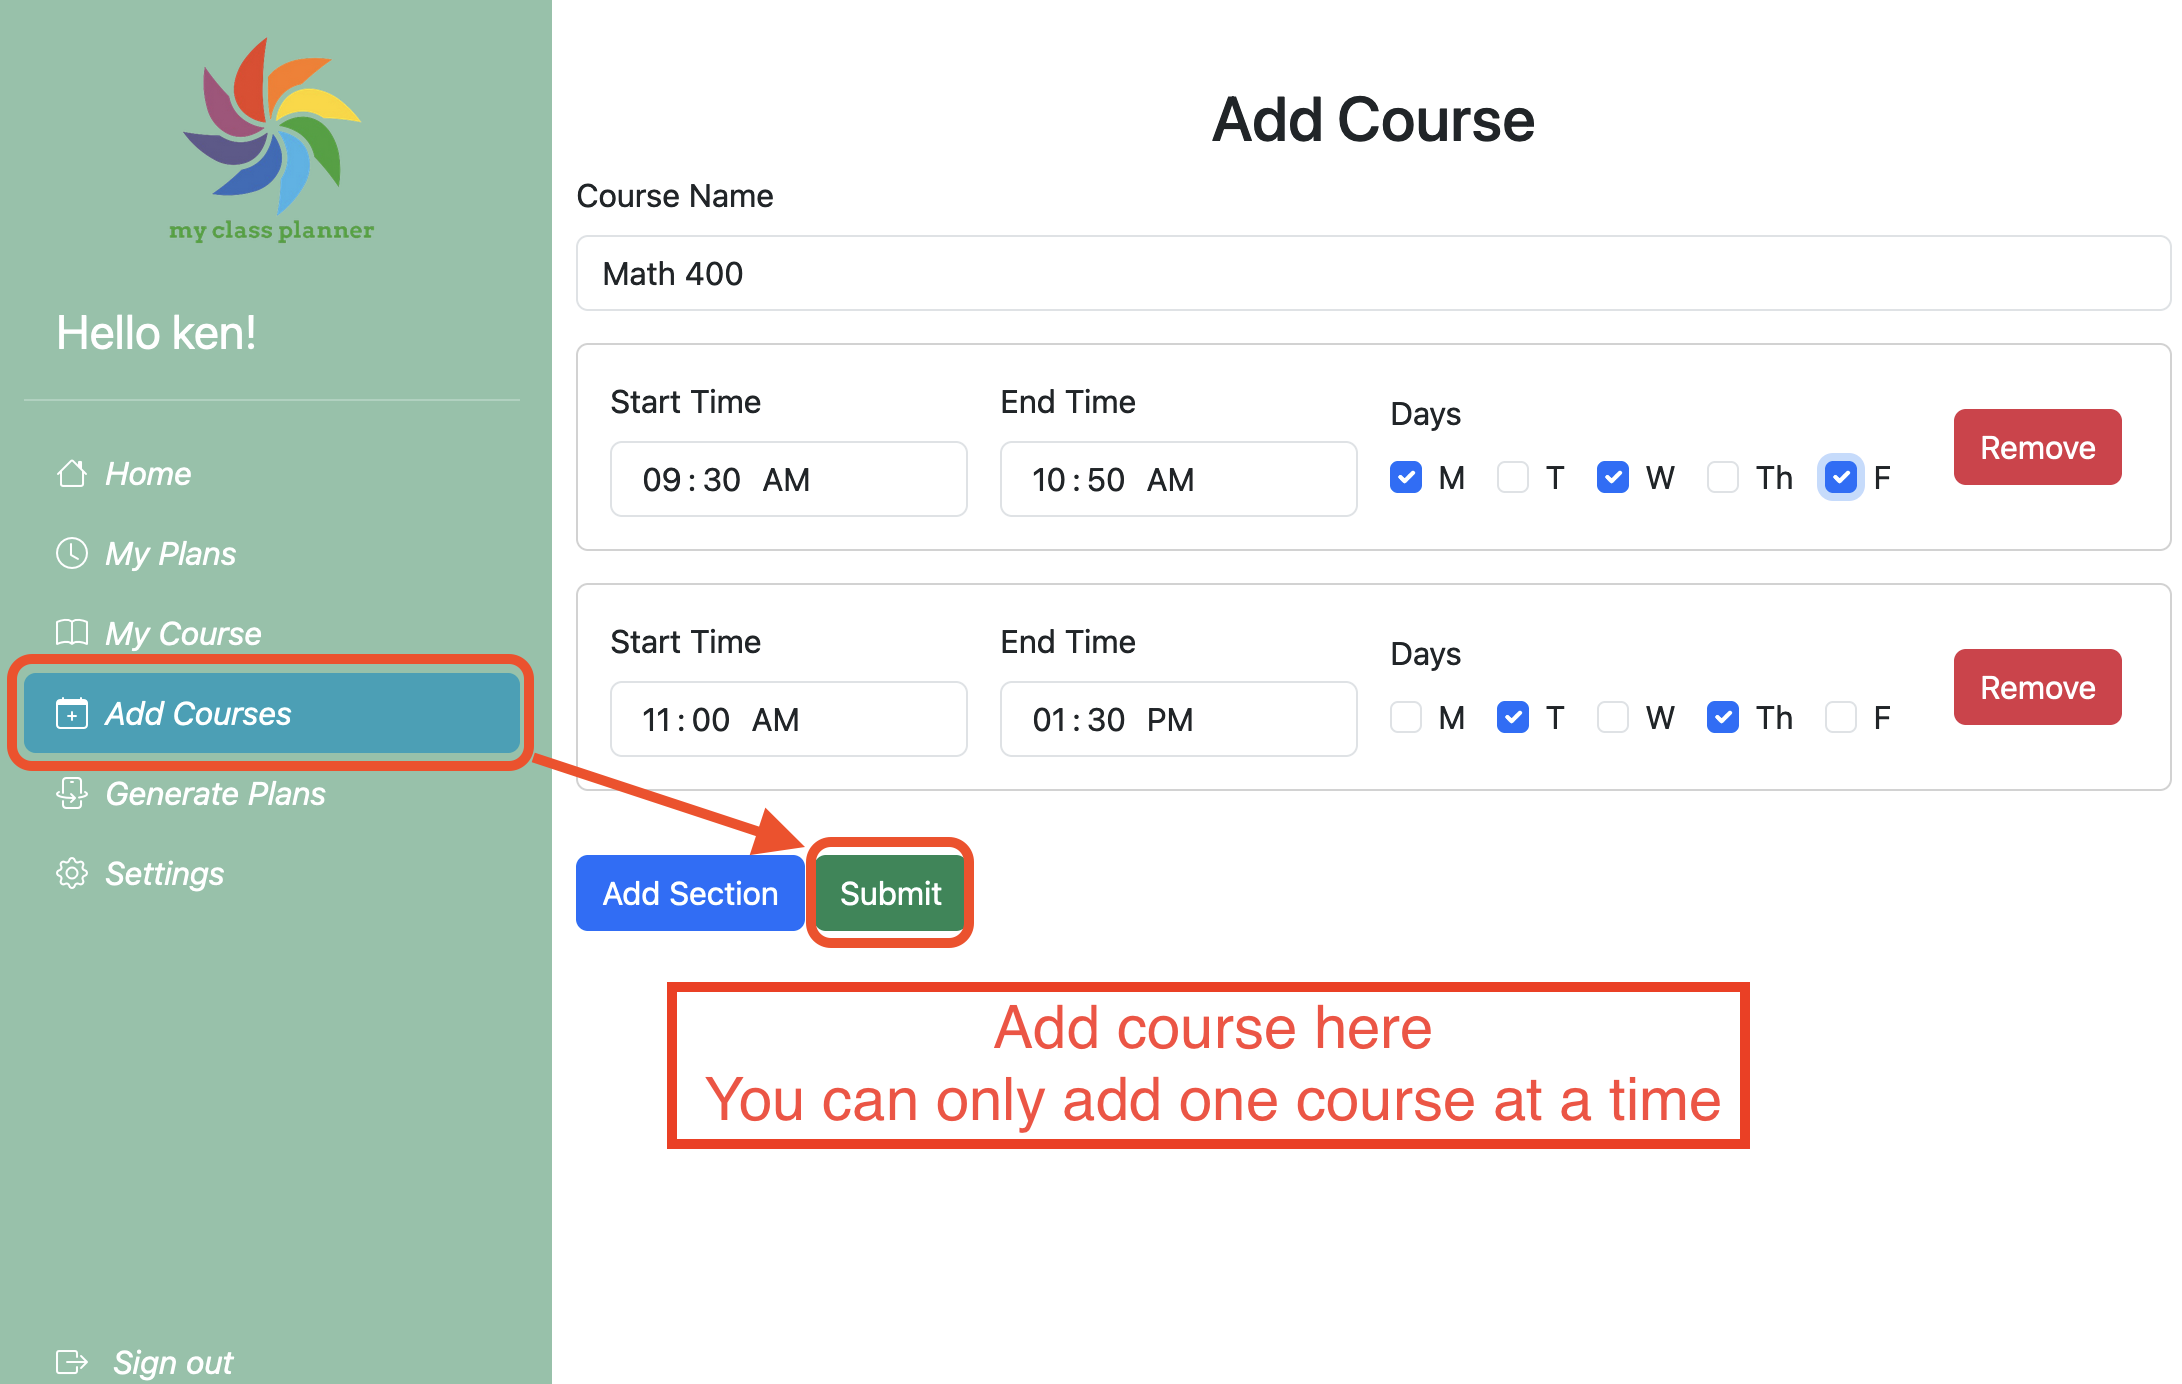 my class planner
Hello ken!
Home
My Plans
My Course
Add Courses
Generate Plans
Settings
Sign out
Add Course
Course Name
Math 400
Start Time End Time Days
09:30 AM 10:50 AM M T W Th F Remove
Start Time End Time Days
11:00 AM 01:30 PM M T W Th F Remove
Add Section Submit
Add course here
You can only add one course at a time